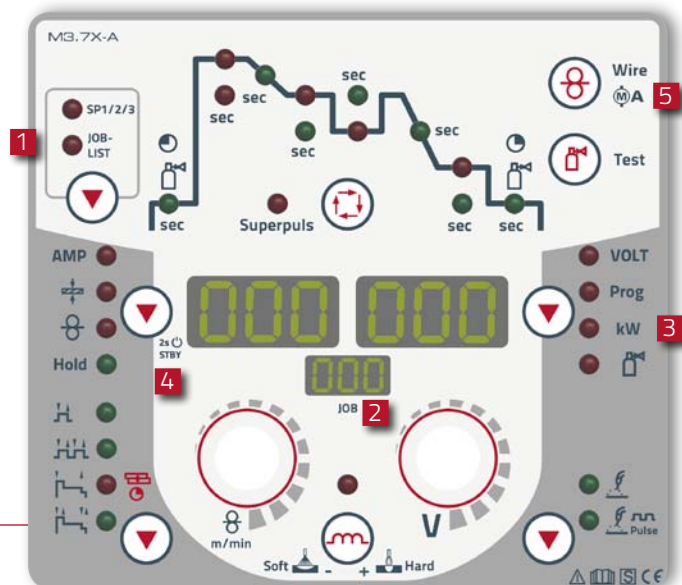 M3.7X-A
SP1/2/3
JOB-
LIST
1
sec
sec
sec
sec
sec
sec
sec
sec
Wire
M A
5
Test
Superpuls
AMP
VOLT
Prog
kW
3
Hold
2s
STBY
4
000
000
000
JOB
2
m/min
V
Soft
-
+
Hard
Pulse
S
CE